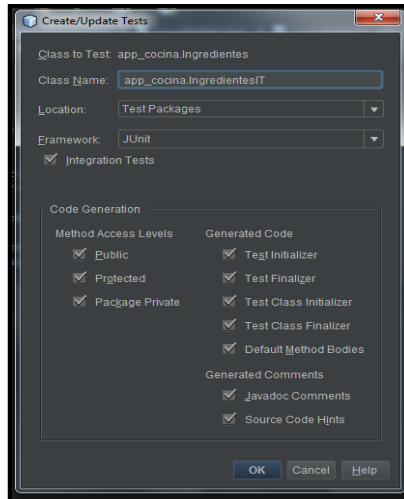 Create/Update Tests
Class to Test: app_cocina.Ingredientes
Class Name: app_cocina.IngredientesIT
Location: Test Packages
Framework: JUnit
Integration Tests
Code Generation
Method Access Levels
Public
Protected
Package Private
Generated Code
Test Initializer
Test Finalizer
Test Class Initializer
Test Class Finalizer
Default Method Bodies
Generated Comments
Javadoc Comments
Source Code Hints
OK Cancel Help